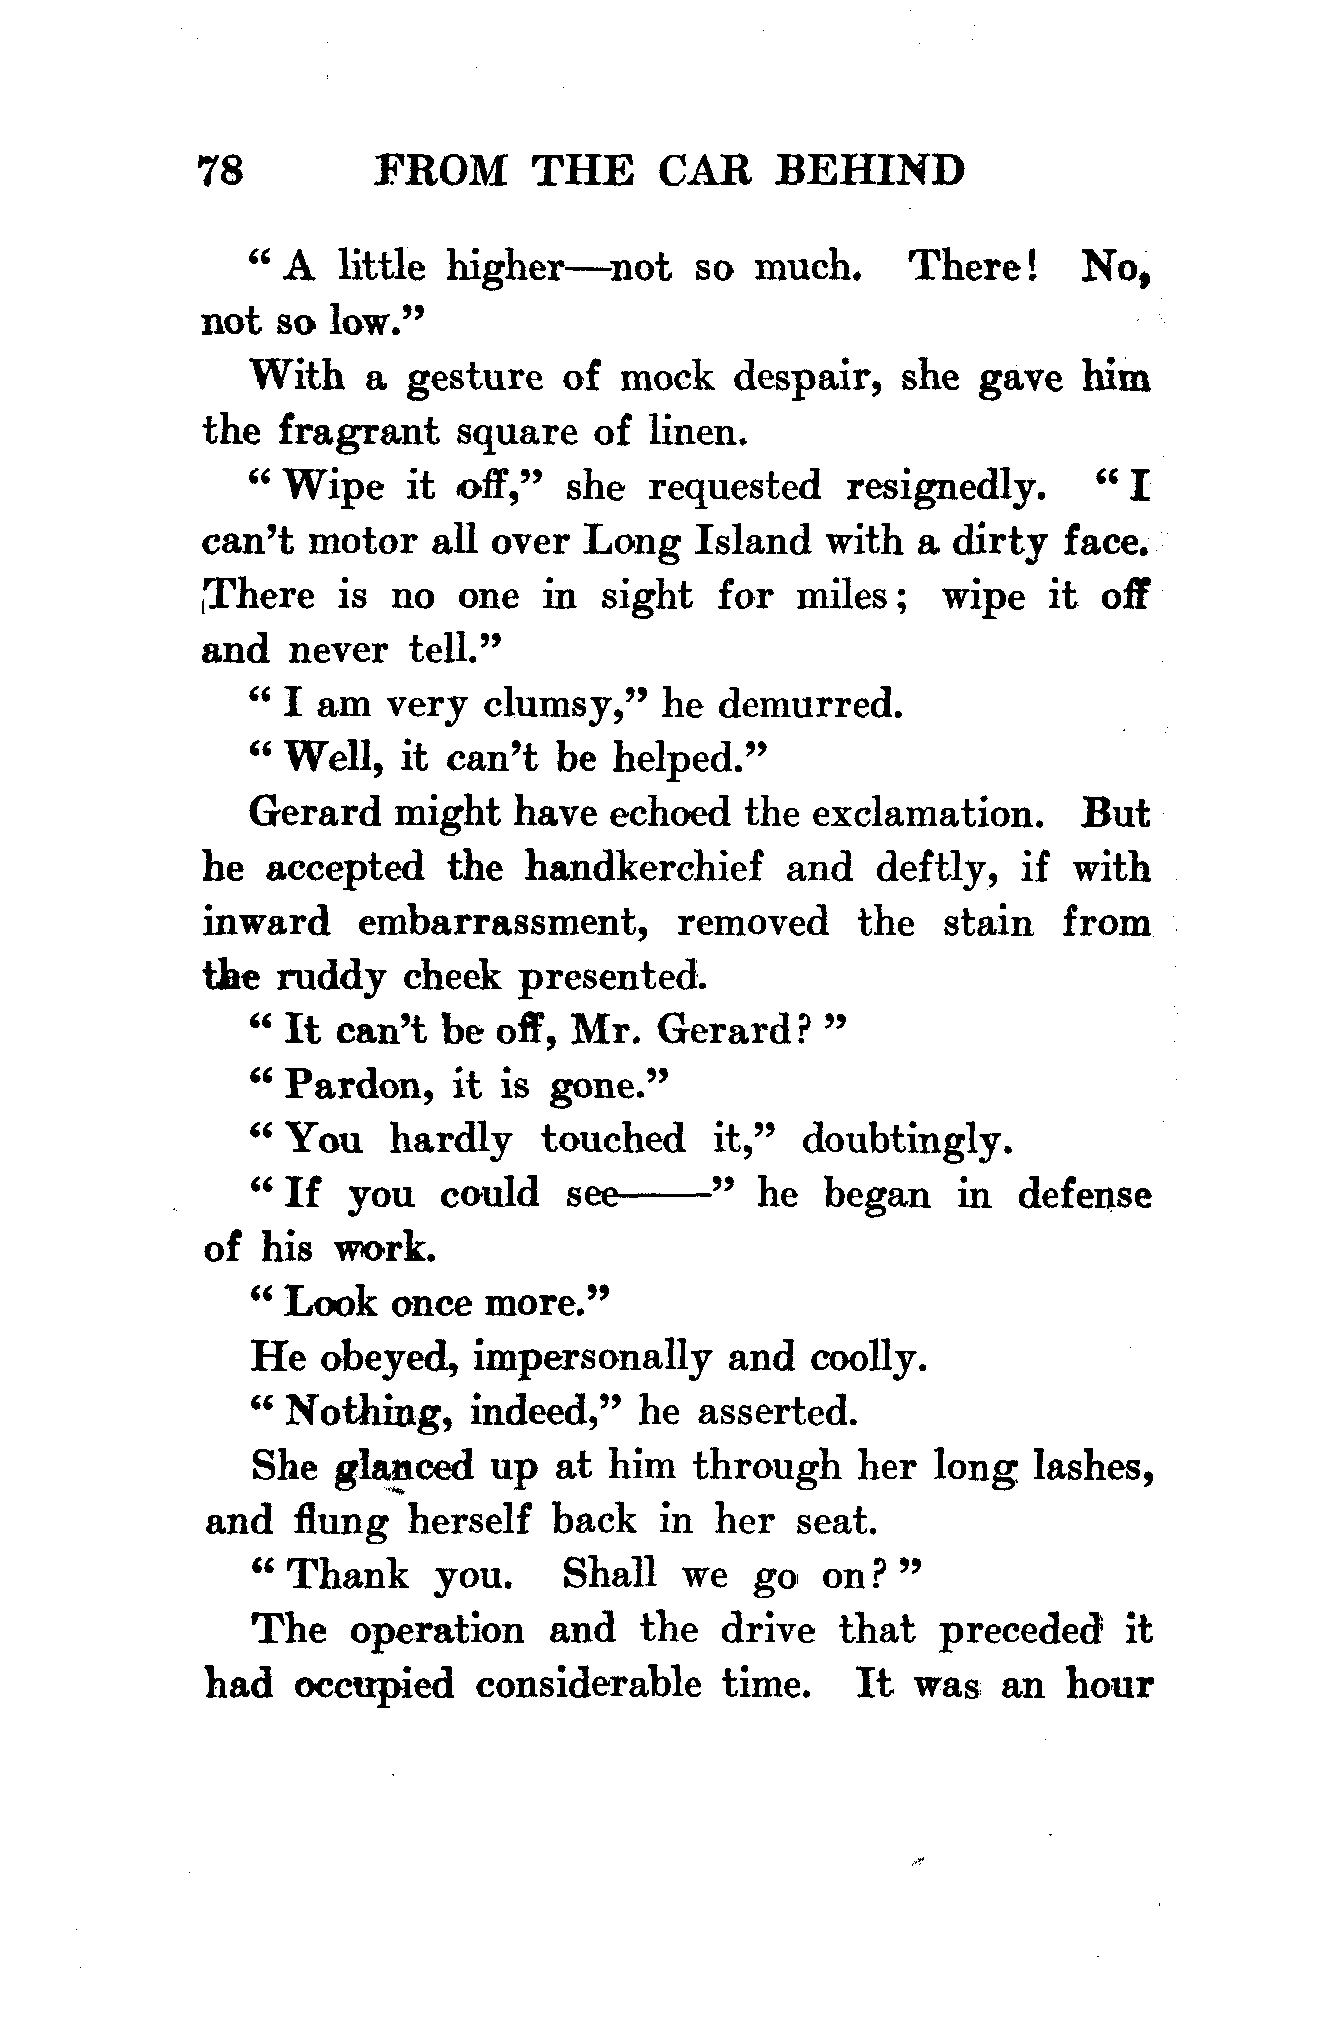 78 FROM THE CAR BEHIND
“ A little higher—not so much. There! No,
not so low.”
With a gesture of mock despair, she gave him
the fragrant square of linen.
“ Wipe it off,” she requested resignedly. “ I
can’t motor all over Long Island with a dirty face.
There is no one in sight for miles; wipe it off
and never tell.”
“ I am very clumsy,” he demurred.
“ Well, it can’t be helped.”
Gerard might have echoed the exclamation. But
he accepted the handkerchief and deftly, if with
inward embarrassment, removed the stain from
the ruddy cheek presented.
“ It can’t be off, Mr. Gerard? ”
“ Pardon, it is gone.”
“ You hardly touched it,” doubtingly.
“ If you could see——” he began in defense
of his work.
“ Look once more.”
He obeyed, impersonally and coolly.
“ Nothing, indeed,” he asserted.
She glanced up at him through her long lashes,
and flung herself back in her seat.
“ Thank you. Shall we go on? ”
The operation and the drive that preceded it
had occupied considerable time. It was an hour